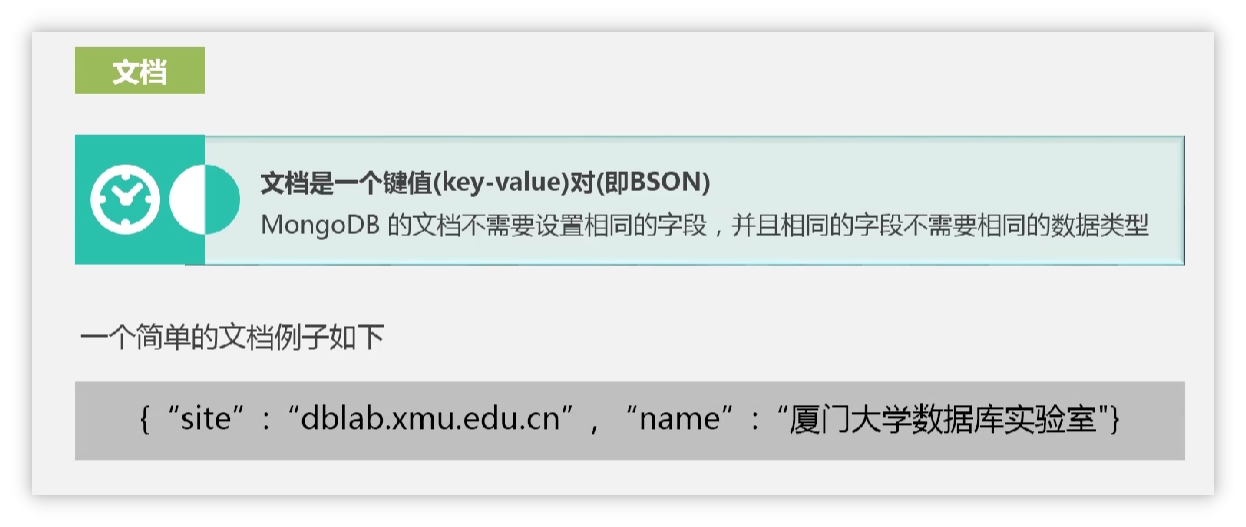 文档
文档是一个键值(key-value)对(即BSON)
MongoDB 的文档不需要设置相同的字段，并且相同的字段不需要相同的数据类型
一个简单的文档例子如下
{ “site” : “dblab.xmu.edu.cn” , “name” : “厦门大学数据库实验室"}